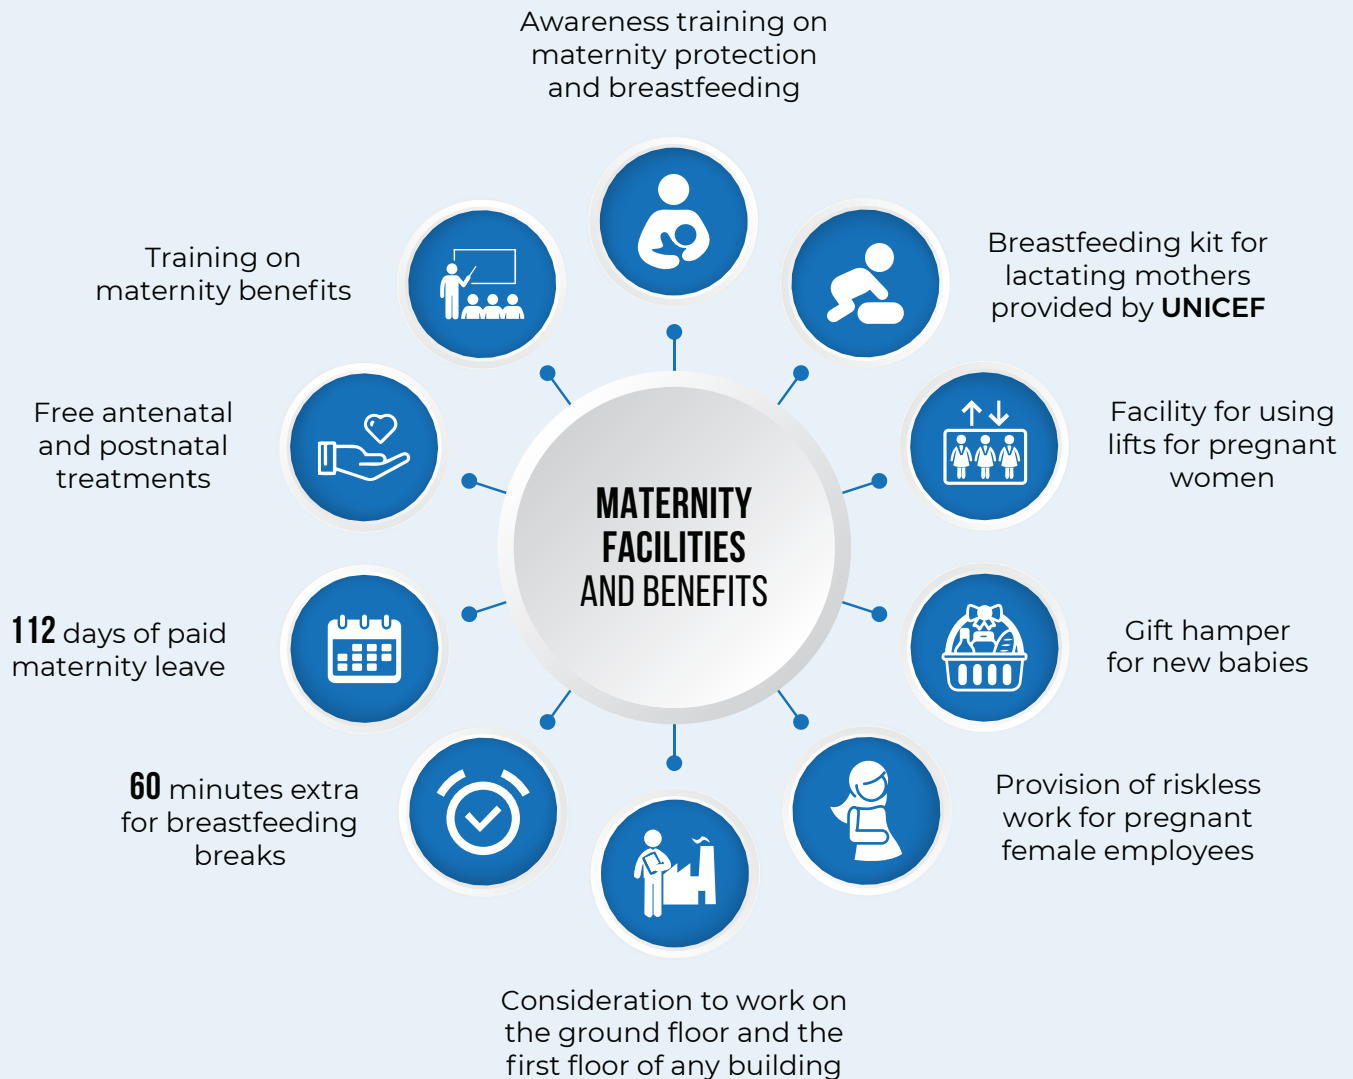 Awareness training on
maternity protection
and breastfeeding
Breastfeeding kit for
lactating mothers
provided by UNICEF
Facility for using
lifts for pregnant
women
Gift hamper
for new babies
Provision of riskless
work for pregnant
female employees
Consideration to work on
the ground floor and the
first floor of any building
60 minutes extra
for breastfeeding
breaks
112 days of paid
maternity leave
Free antenatal
and postnatal
treatments
Training on
maternity benefits
MATERNITY
FACILITIES
AND BENEFITS